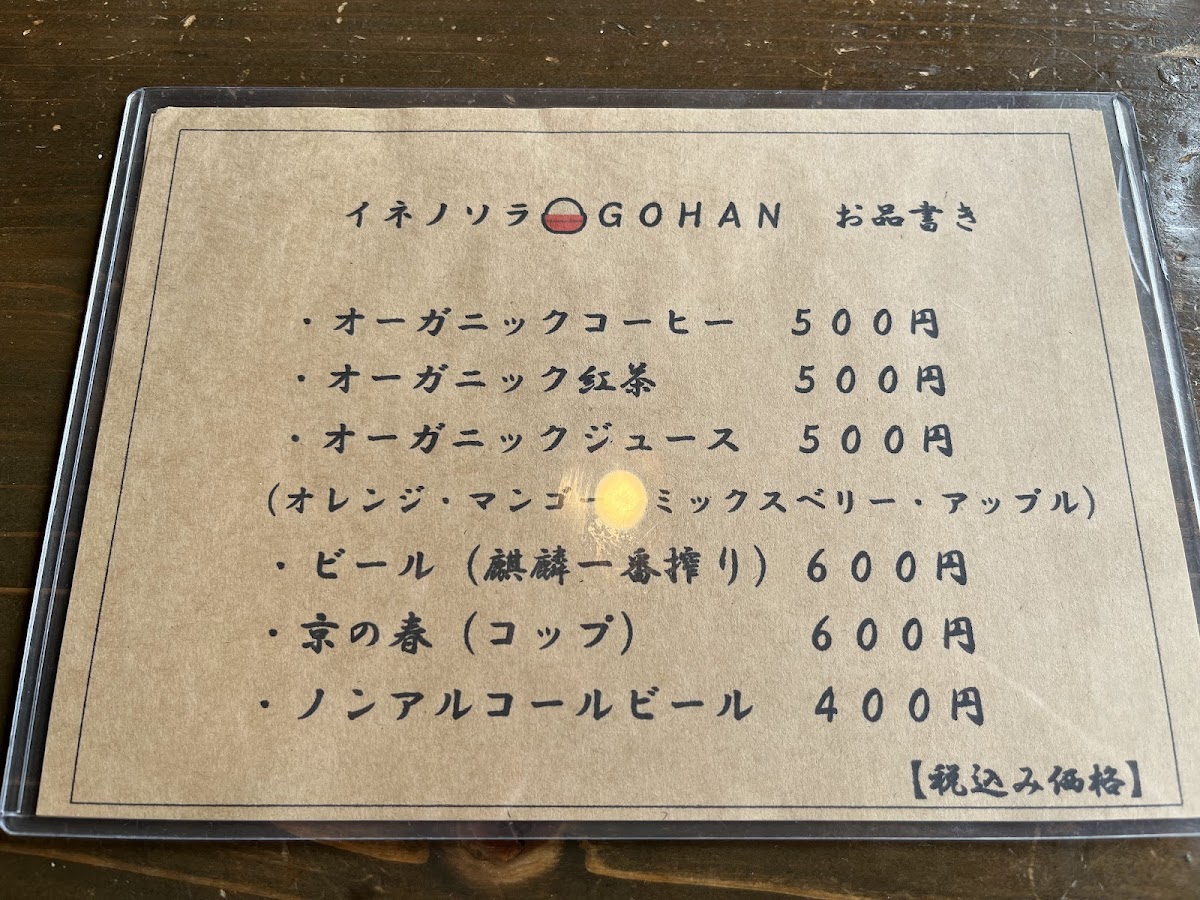 イネノソラGOHAN　お品書き
・オーガニックコーヒー　５００円
・オーガニック紅茶　５００円
・オーガニックジュース　５００円
(オレンジ・マンゴー・ミックスベリー・アップル)
・ビール（麒麟一番搾り）６００円
・京の春（コップ）　６００円
・ノンアルコールビール　４００円
【税込み価格】